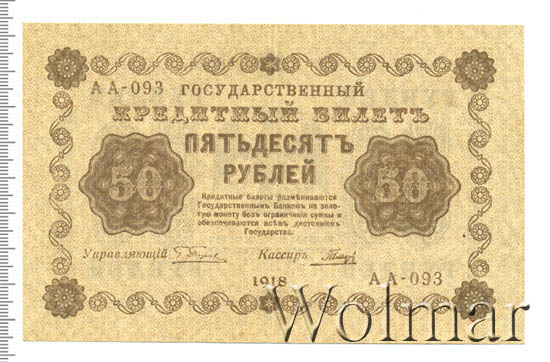 АА-093 ГОСУДАРСТВЕННЫЙ
КРЕДИТНЫЙ БИЛЕТЪ
ПЯТЬДЕСЯТЪ
РУБЛЕЙ
50
50
Кредитные билеты размѣниваются
Государственнымъ Банкомъ на золо-
тую монету безъ ограниченія суммы и
обезпечиваются всѣмъ достояніемъ
Государства.
Управляющій
Кассиръ
1918
АА-093
Wolmar